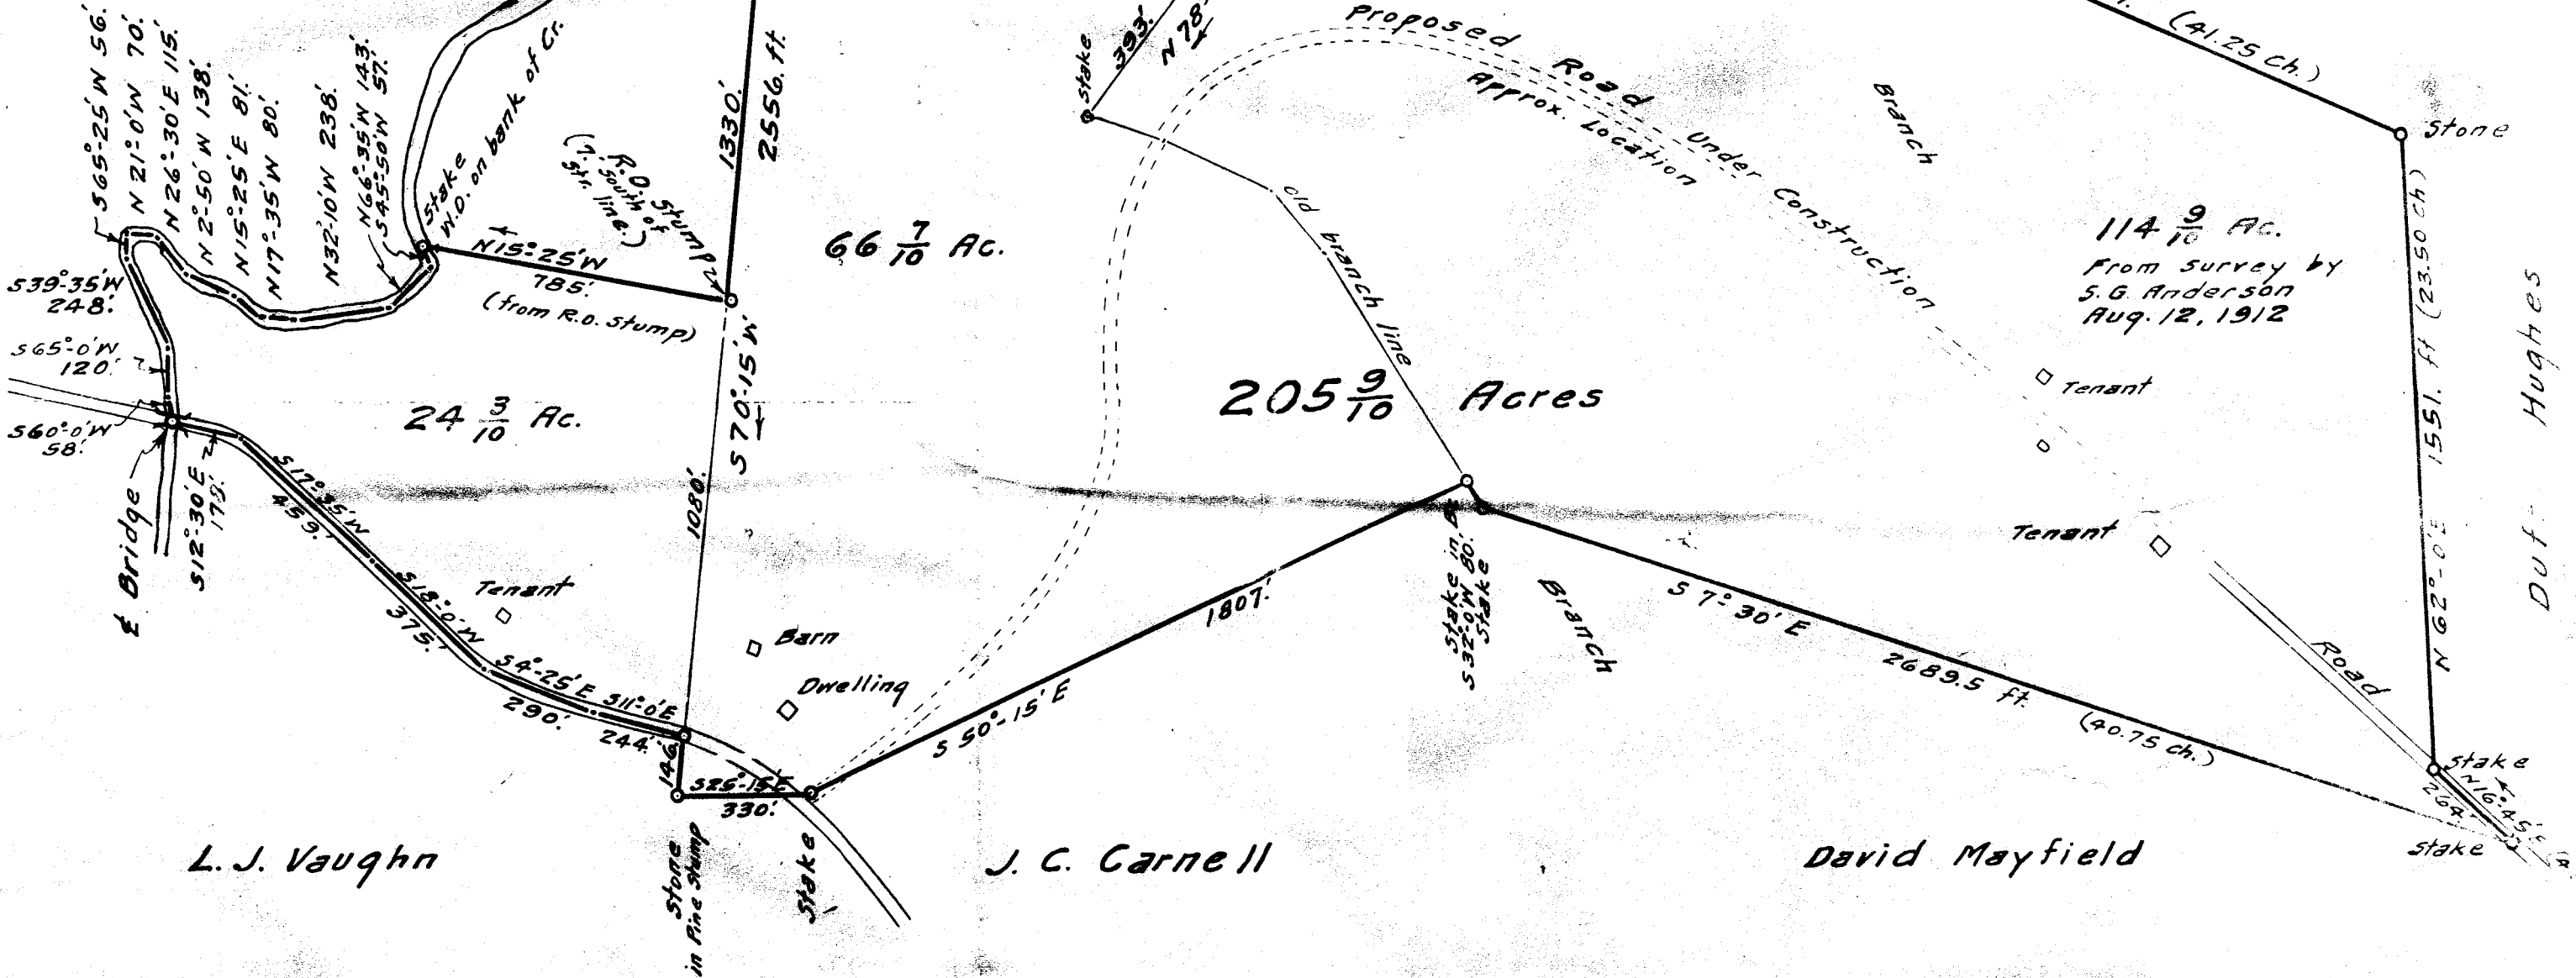 S65°-25'W 56'.
N 21°-0'W 70'.
N 26°-30'E 115'.
N 2°-50'W 138'.
N 15°-25'E 81'.
N 17°-35'W 80'.
N 32°-10'W 238'.
N66°-35'W 143'.
S45°-50'W 57'.
Stake
W.O. on bank of Cr.
R.O. Stump
South of
str. line.)
1330'.
2556. ft.
Stake
393'.
N 78°
Proposed Road Under Construction
Approx. Location
Branch
(41.25 ch.)
Stone
S39°-35'W
248'.
N15°-25'W
785'.
(from R.O. Stump)
66 7/10 Ac.
old branch line
114 9/10 Ac.
From survey by
S. G. Anderson
Aug. 12, 1912
N 62°-0'E 1551. ft (23.50 ch)
Hughes
S65°-0'W
120'.
S60°-0'W
58'.
24 3/10 Ac.
S 70°-15'W
1080'.
205 9/10 Acres
Tenant
¢ Bridge
S12°-30'E
S17°-35'W
459'.
S18°-0'W
375'.
S4°-25'E
290'.
S11°-0'E
244'.
Tenant
Barn
Dwelling
146'.
S25°-15'E
330'.
S 50°-15'E
1807'.
Stake in
S32°-0'W 80'.
Stake
Branch
S 7°-30'E
2689.5 ft.
(40.75 ch.)
Tenant
Road
Stake
N16°-45'E
264'.
Stake
Stone
in Pine Stump
Stake
L. J. Vaughn
J. C. Carnell
David Mayfield